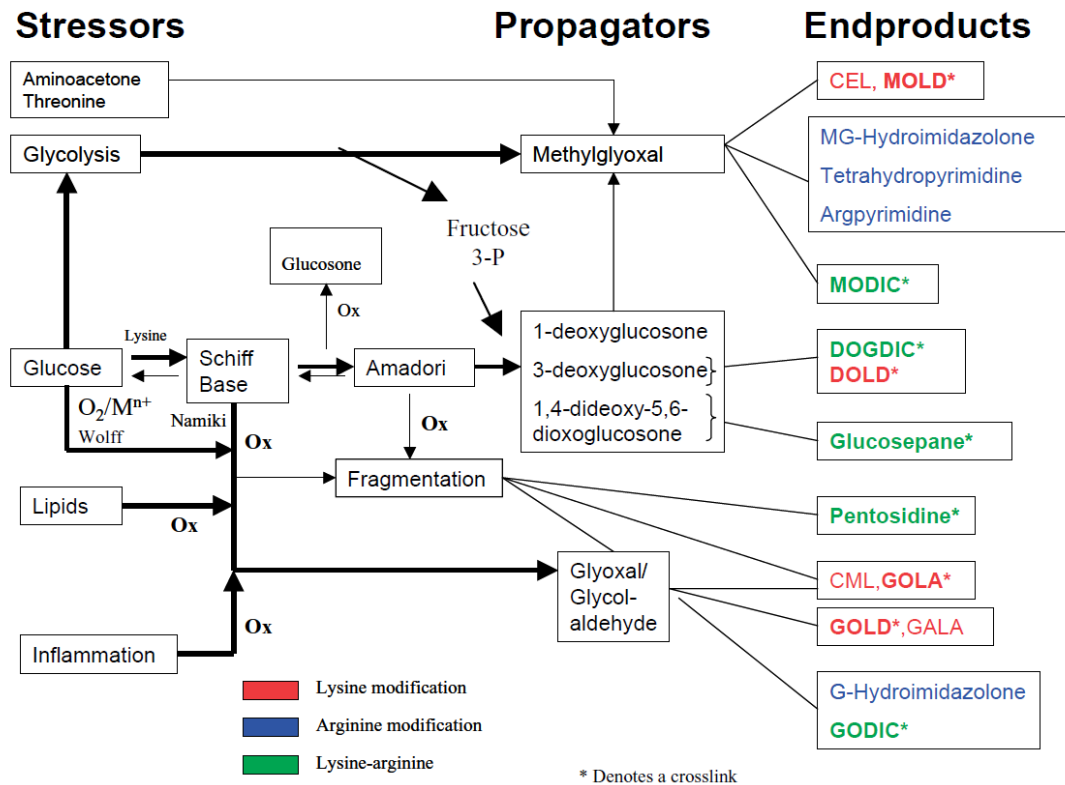 Stressors
Propagators
Endproducts
Aminoacetone
Threonine
CEL, MOLD*
Glycolysis
Methylglyoxal
MG-Hydroimidazolone
Tetrahydropyrimidine
Argpyrimidine
Fructose
3-P
Glucosone
MODIC*
Ox
Lysine
Glucose
Schiff
Base
Amadori
1-deoxyglucosone
3-deoxyglucosone
1,4-dideoxy-5,6-
dioxoglucosone
DOGDIC*
DOLD*
O₂/Mⁿ⁺
Wolff
Namiki
Ox
Ox
Glucosepane*
Fragmentation
Lipids
Ox
Pentosidine*
Glyoxal/
Glycol-
aldehyde
CML,GOLA*
GOLD*,GALA
Ox
Inflammation
G-Hydroimidazolone
GODIC*
Lysine modification
Arginine modification
Lysine-arginine
* Denotes a crosslink